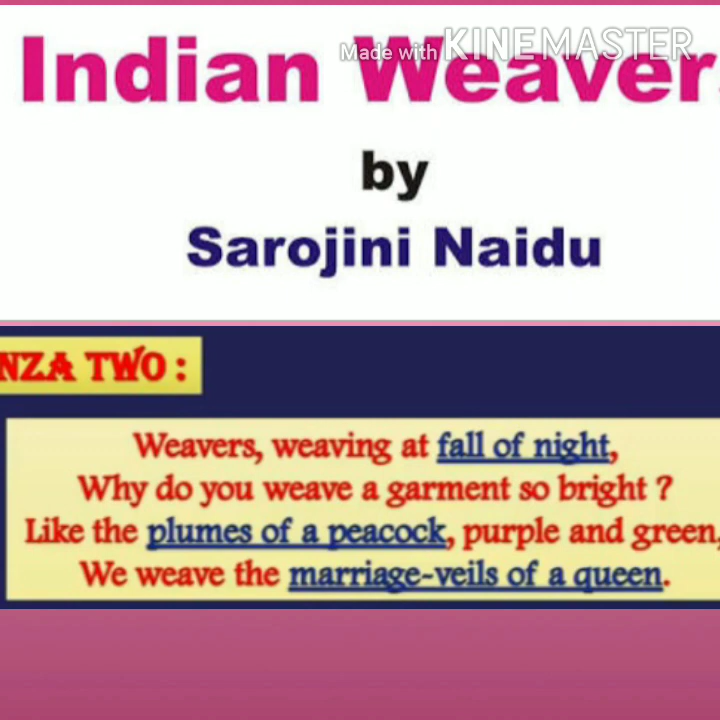 Indian Weaver
Made with KINEMASTER
by
Sarojini Naidu
NZA TWO :
Weavers, weaving at fall of night,
Why do you weave a garment so bright ?
Like the plumes of a peacock, purple and green,
We weave the marriage-veils of a queen.